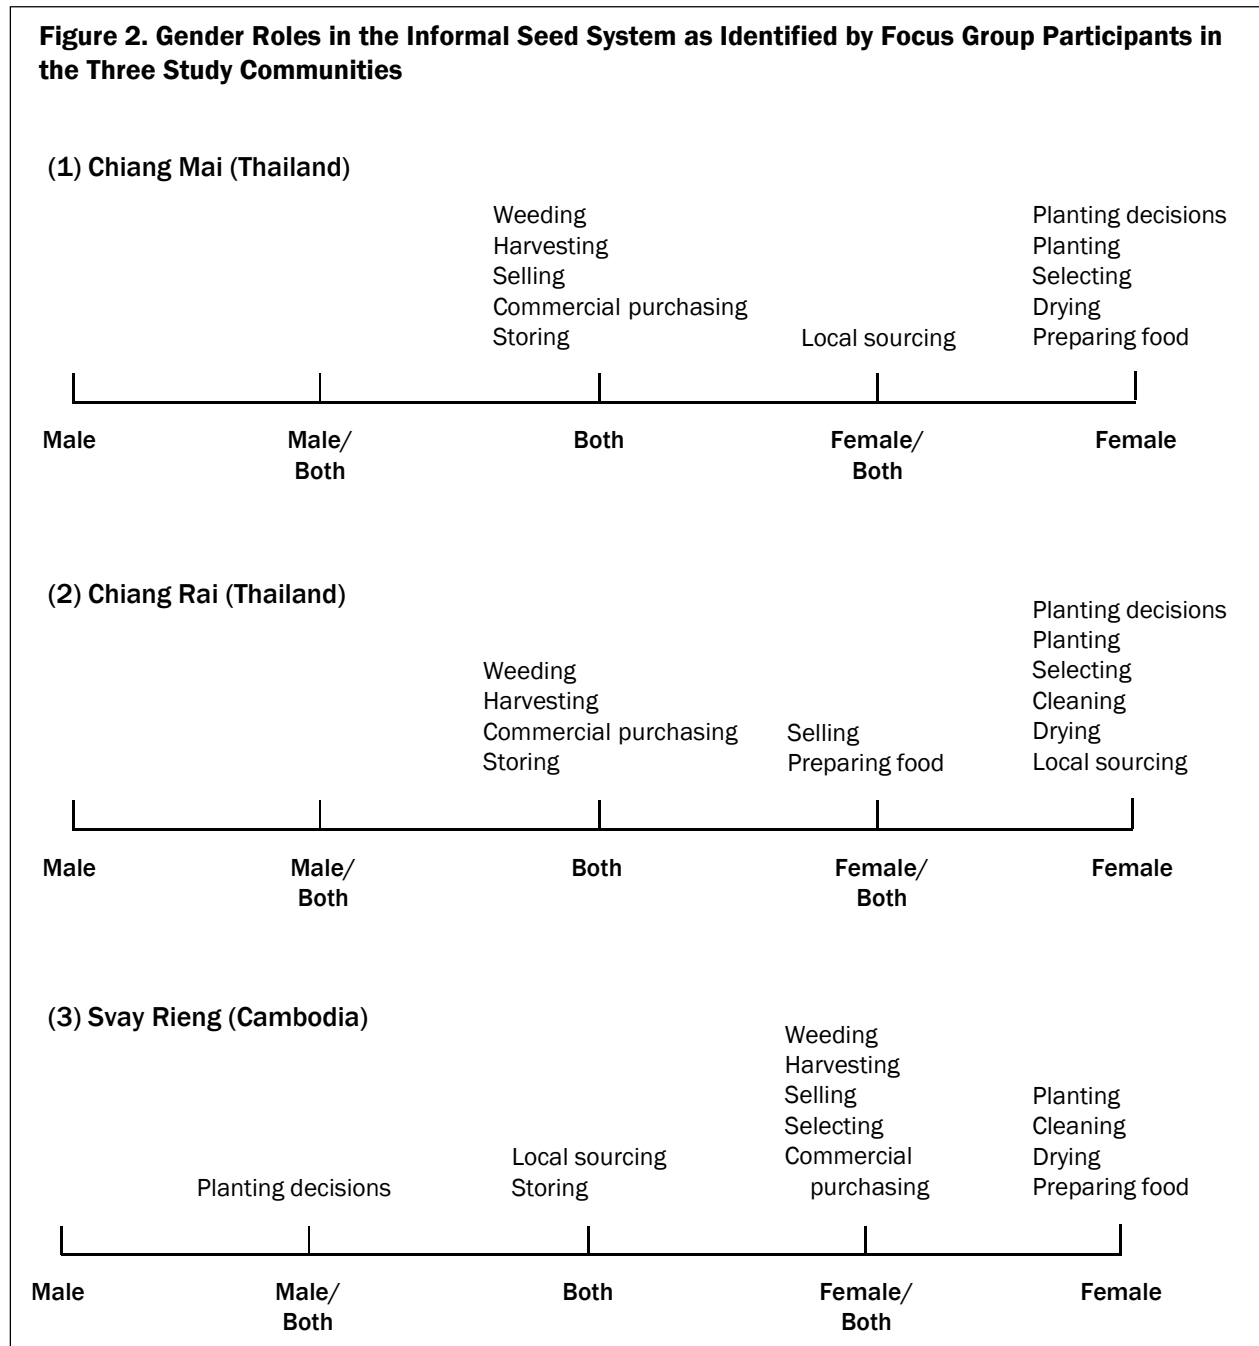 Figure 2. Gender Roles in the Informal Seed System as Identified by Focus Group Participants in
the Three Study Communities
(1) Chiang Mai (Thailand)
Weeding
Harvesting
Selling
Commercial purchasing
Storing
Local sourcing
Planting decisions
Planting
Selecting
Drying
Preparing food
Male
Male/
Both
Both
Female/
Both
Female
(2) Chiang Rai (Thailand)
Weeding
Harvesting
Commercial purchasing
Storing
Selling
Preparing food
Planting decisions
Planting
Selecting
Cleaning
Drying
Local sourcing
Male
Male/
Both
Both
Female/
Both
Female
(3) Svay Rieng (Cambodia)
Planting decisions
Local sourcing
Storing
Weeding
Harvesting
Selling
Selecting
Commercial
purchasing
Planting
Cleaning
Drying
Preparing food
Male
Male/
Both
Both
Female/
Both
Female